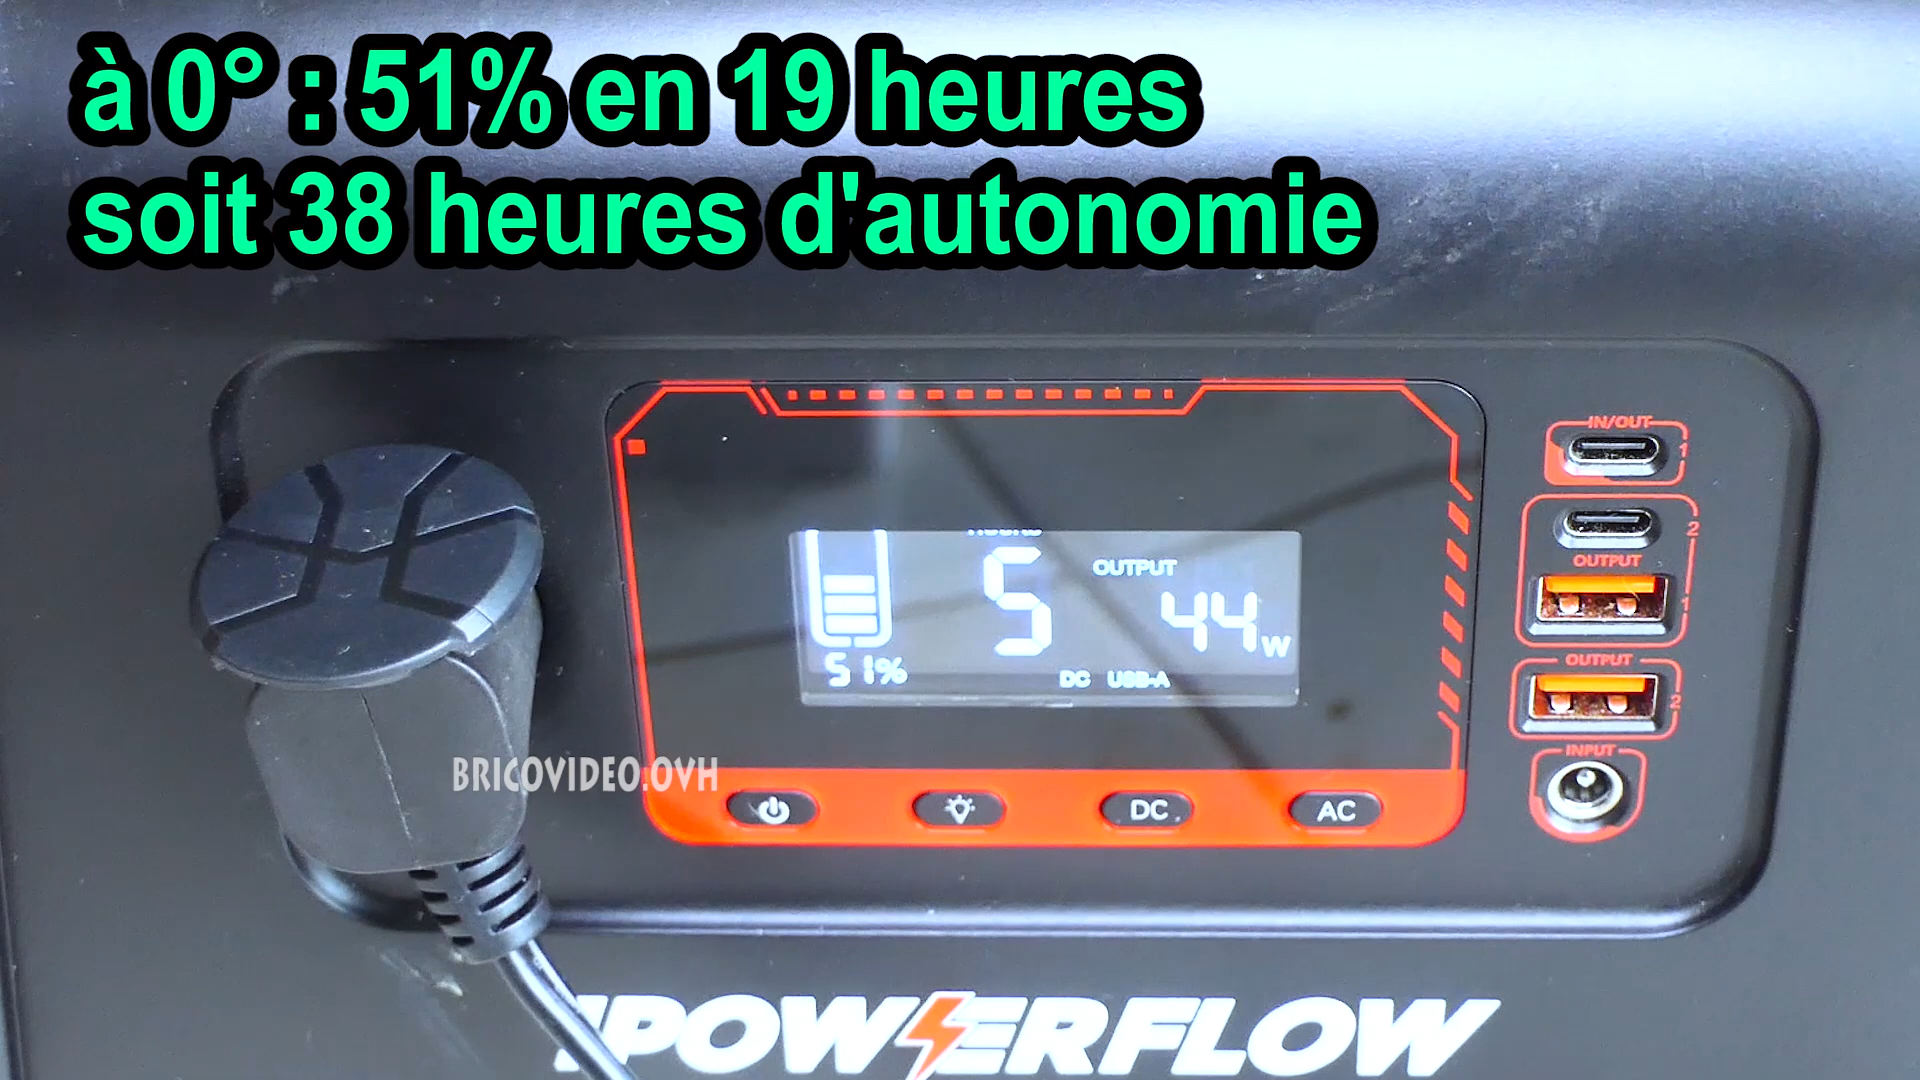 à 0° : 51% en 19 heures
soit 38 heures d'autonomie
IN/OUT
1
2
OUTPUT
1
OUTPUT
2
INPUT
5
OUTPUT
44W
51%
DC USB-A
BRICOVIDEO.OVH
DC
AC
POWERFLOW